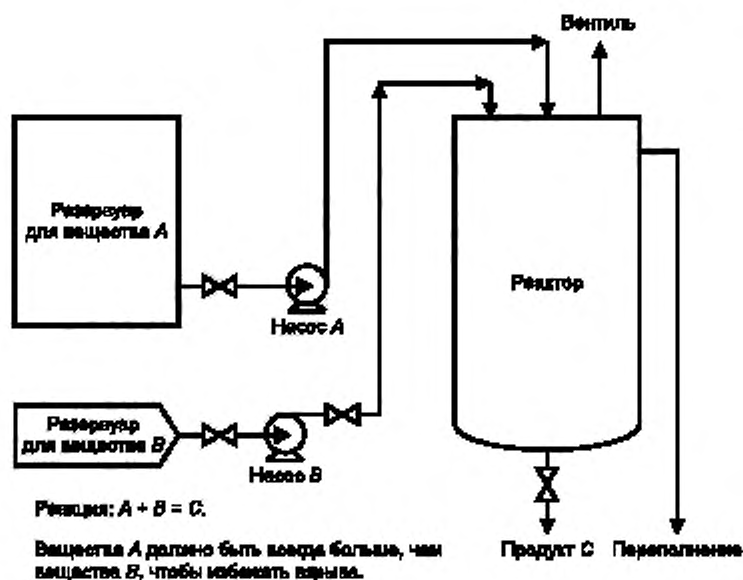 Вентиль
Резервуар
для вещества A
Реактор
Насос A
Резервуар
для вещества B
Насос B
Реакция: A + B = C.
Вещества A должно быть всегда больше, чем
вещества B, чтобы избежать взрыва.
Продукт C
Переполнение